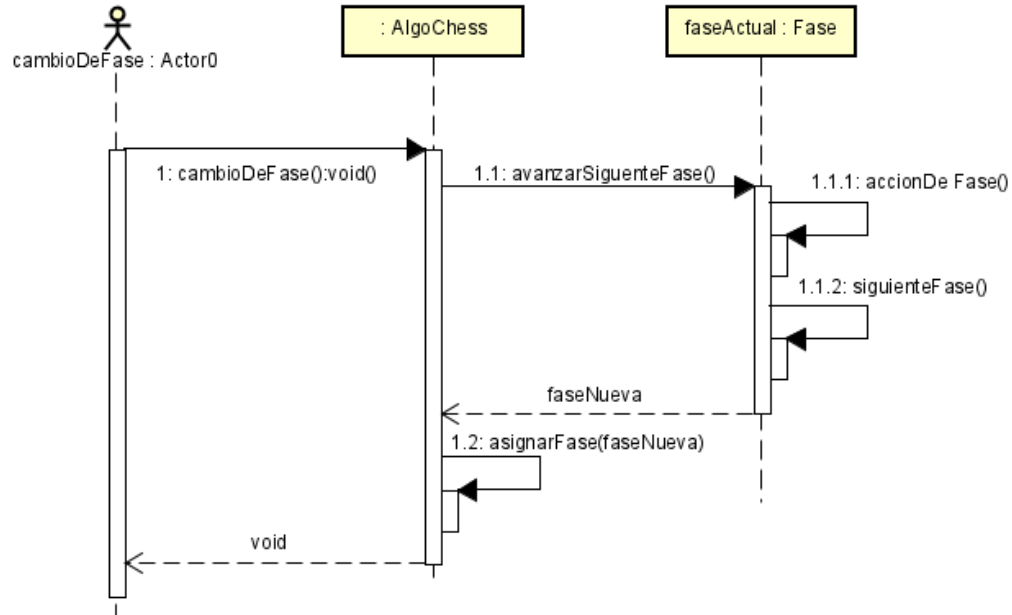 cambioDeFase : Actor0
: AlgoChess
faseActual : Fase
1: cambioDeFase():void()
1.1: avanzarSiguenteFase()
1.1.1: accionDe Fase()
1.1.2: siguienteFase()
faseNueva
1.2: asignarFase(faseNueva)
void